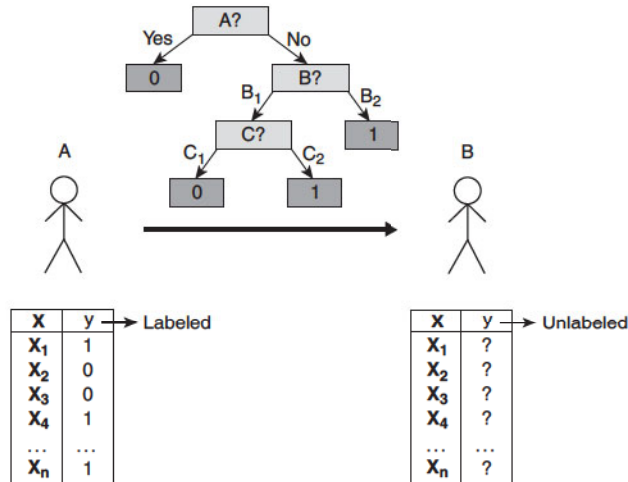 A?
Yes No
0 B?
B1 B2
C? 1
A B
C1 C2
0 1
X y Labeled
X1 1
X2 0
X3 0
X4 1
... ...
Xn 1
X y Unlabeled
X1 ?
X2 ?
X3 ?
X4 ?
... ...
Xn ?